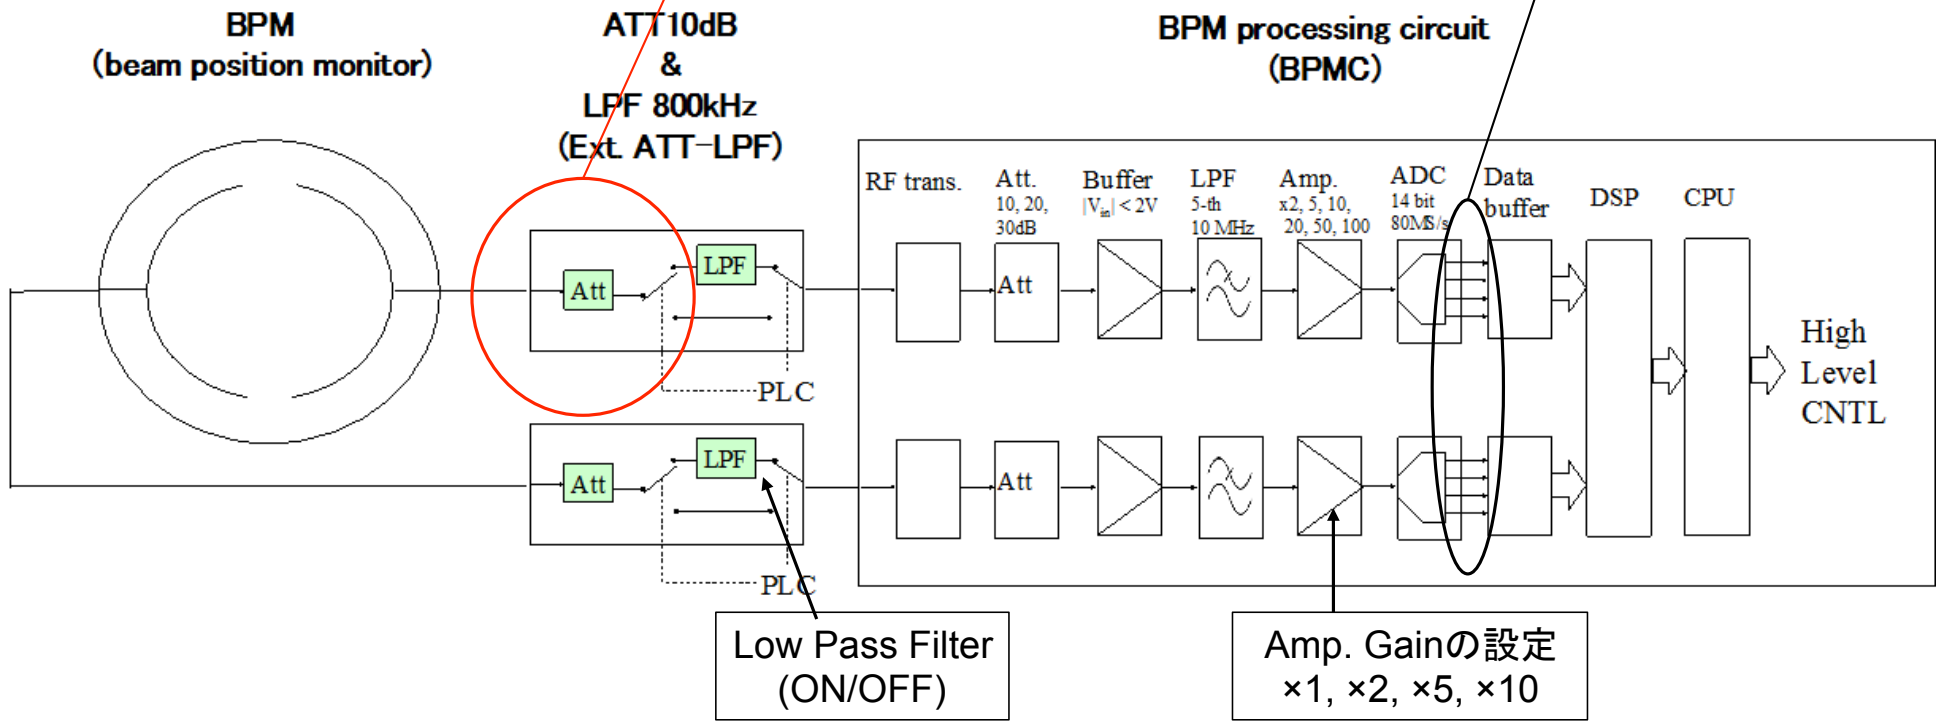 BPM
(beam position monitor)
ATT10dB
&
LPF 800kHz
(Ext. ATT-LPF)
BPM processing circuit
(BPMC)
RF trans.
Att.
10, 20,
30dB
Buffer
|Vin| < 2V
LPF
5-th
10 MHz
Amp.
x2, 5, 10,
20, 50, 100
ADC
14 bit
80MS/s
Data
buffer
DSP
CPU
Att
LPF
PLC
Att
High
Level
CNTL
Att
LPF
PLC
Att
Low Pass Filter
(ON/OFF)
Amp. Gainの設定
×1, ×2, ×5, ×10